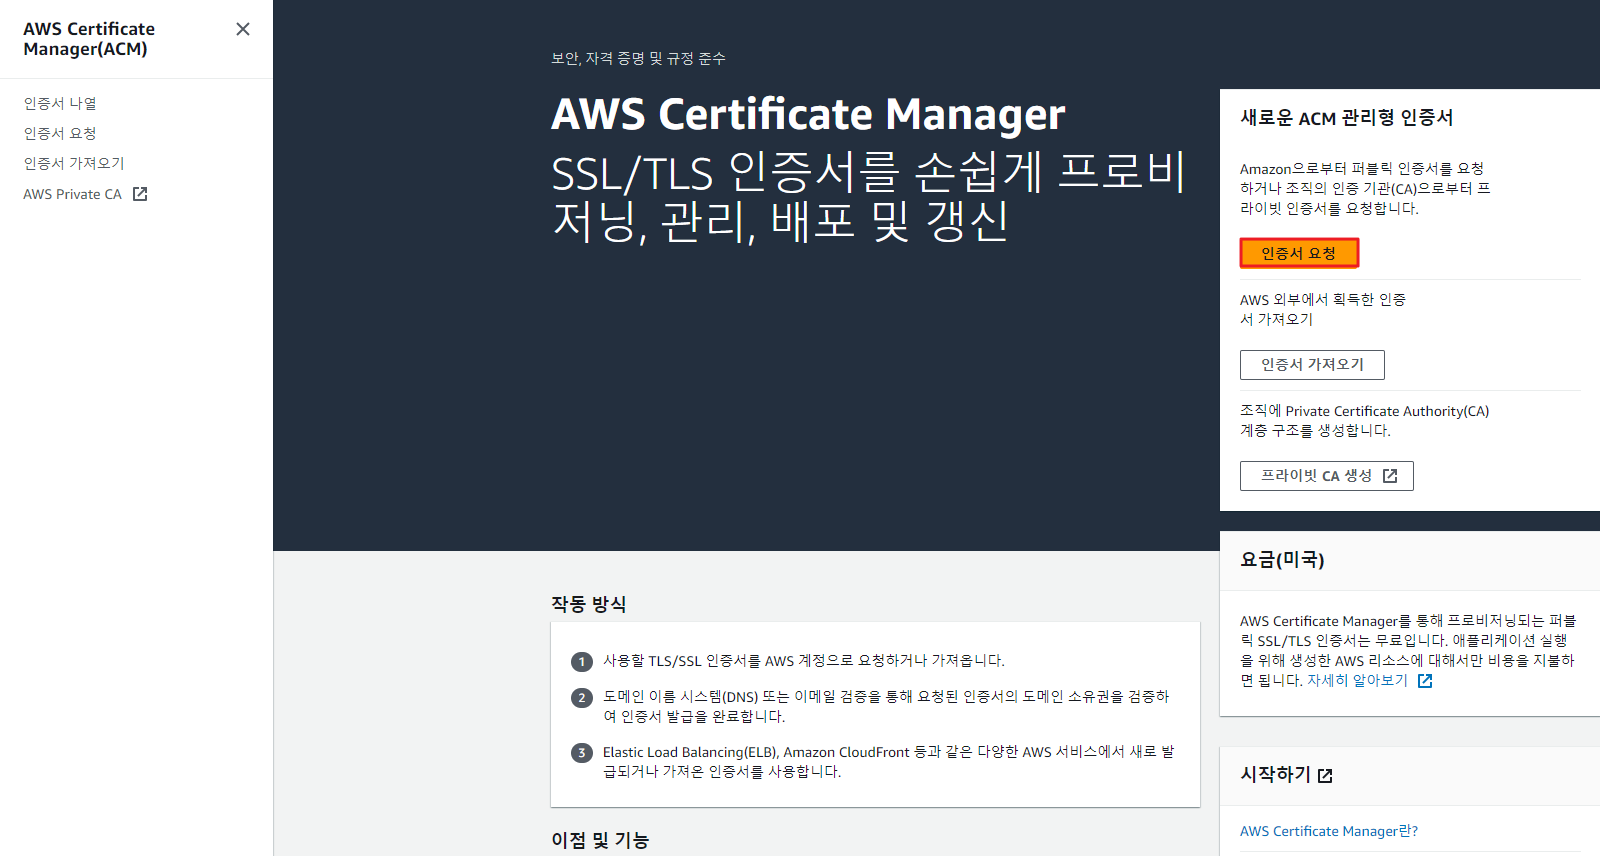 AWS Certificate
Manager(ACM)
인증서 나열
인증서 요청
인증서 가져오기
AWS Private CA
보안, 자격 증명 및 규정 준수
AWS Certificate Manager
SSL/TLS 인증서를 손쉽게 프로비
저닝, 관리, 배포 및 갱신
새로운 ACM 관리형 인증서
Amazon으로부터 퍼블릭 인증서를 요청
하거나 조직의 인증 기관(CA)으로부터 프
라이빗 인증서를 요청합니다.
인증서 요청
AWS 외부에서 획득한 인증
서 가져오기
인증서 가져오기
조직에 Private Certificate Authority(CA)
계층 구조를 생성합니다.
프라이빗 CA 생성
요금(미국)
AWS Certificate Manager를 통해 프로비저닝되는 퍼블
릭 SSL/TLS 인증서는 무료입니다. 애플리케이션 실행
을 위해 생성한 AWS 리소스에 대해서만 비용을 지불하
면 됩니다. 자세히 알아보기
시작하기
AWS Certificate Manager란?
작동 방식
1 사용할 TLS/SSL 인증서를 AWS 계정으로 요청하거나 가져옵니다.
2 도메인 이름 시스템(DNS) 또는 이메일 검증을 통해 요청된 인증서의 도메인 소유권을 검증하
여 인증서 발급을 완료합니다.
3 Elastic Load Balancing(ELB), Amazon CloudFront 등과 같은 다양한 AWS 서비스에서 새로 발
급되거나 가져온 인증서를 사용합니다.
이점 및 기능